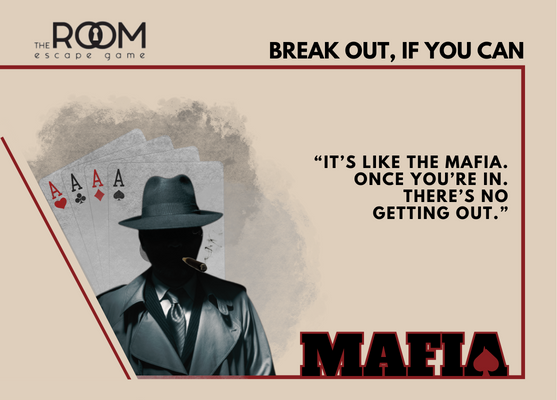 THE ROOM
escape game
BREAK OUT, IF YOU CAN
“IT’S LIKE THE MAFIA.
ONCE YOU’RE IN.
THERE’S NO
GETTING OUT.”
A A A A
MAFIA